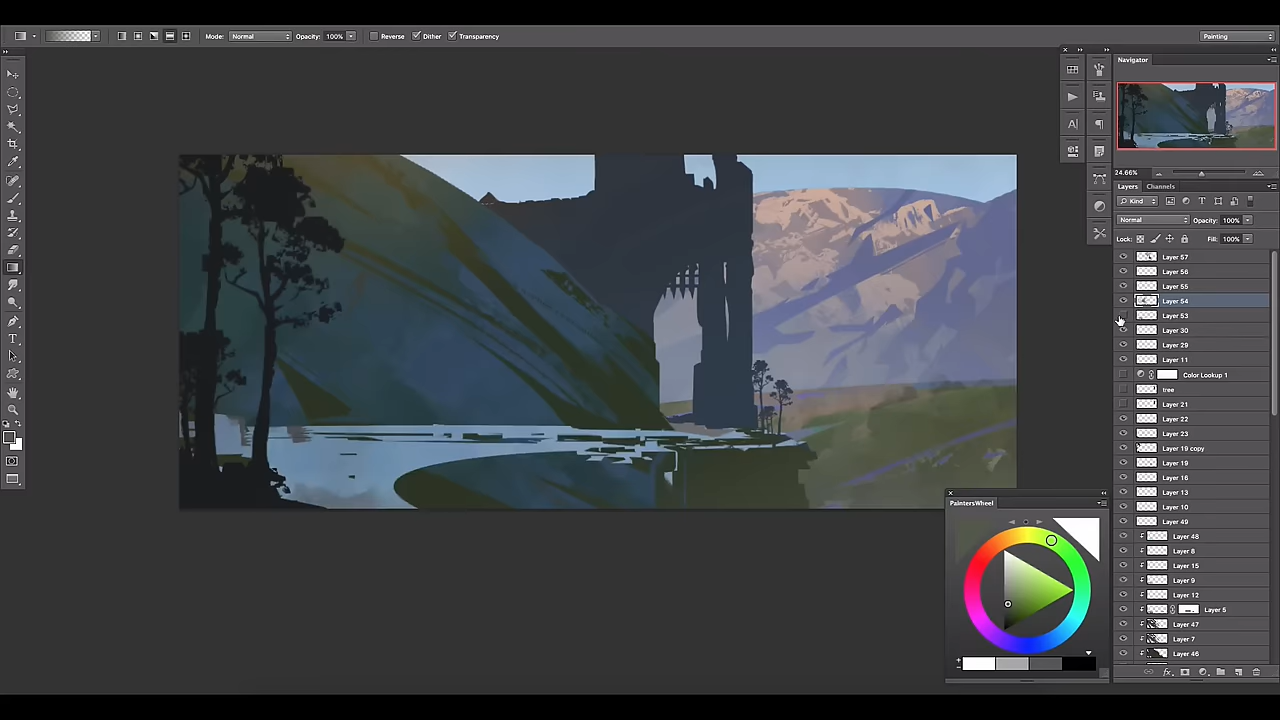 Mode: Normal Opacity: 100% Reverse Dither Transparency Painting
Navigator
24.66%
Layers Channels
Kind
Normal Opacity: 100%
Lock: Fill: 100%
Layer 57
Layer 56
Layer 55
Layer 54
Layer 53
Layer 30
Layer 29
Layer 11
Color Lookup 1
tree
Layer 21
Layer 22
Layer 23
Layer 19 copy
Layer 19
Layer 16
Layer 13
Layer 10
Layer 49
Layer 48
Layer 8
Layer 15
Layer 9
Layer 12
Layer 5
Layer 47
Layer 7
Layer 46
PaintersWheel